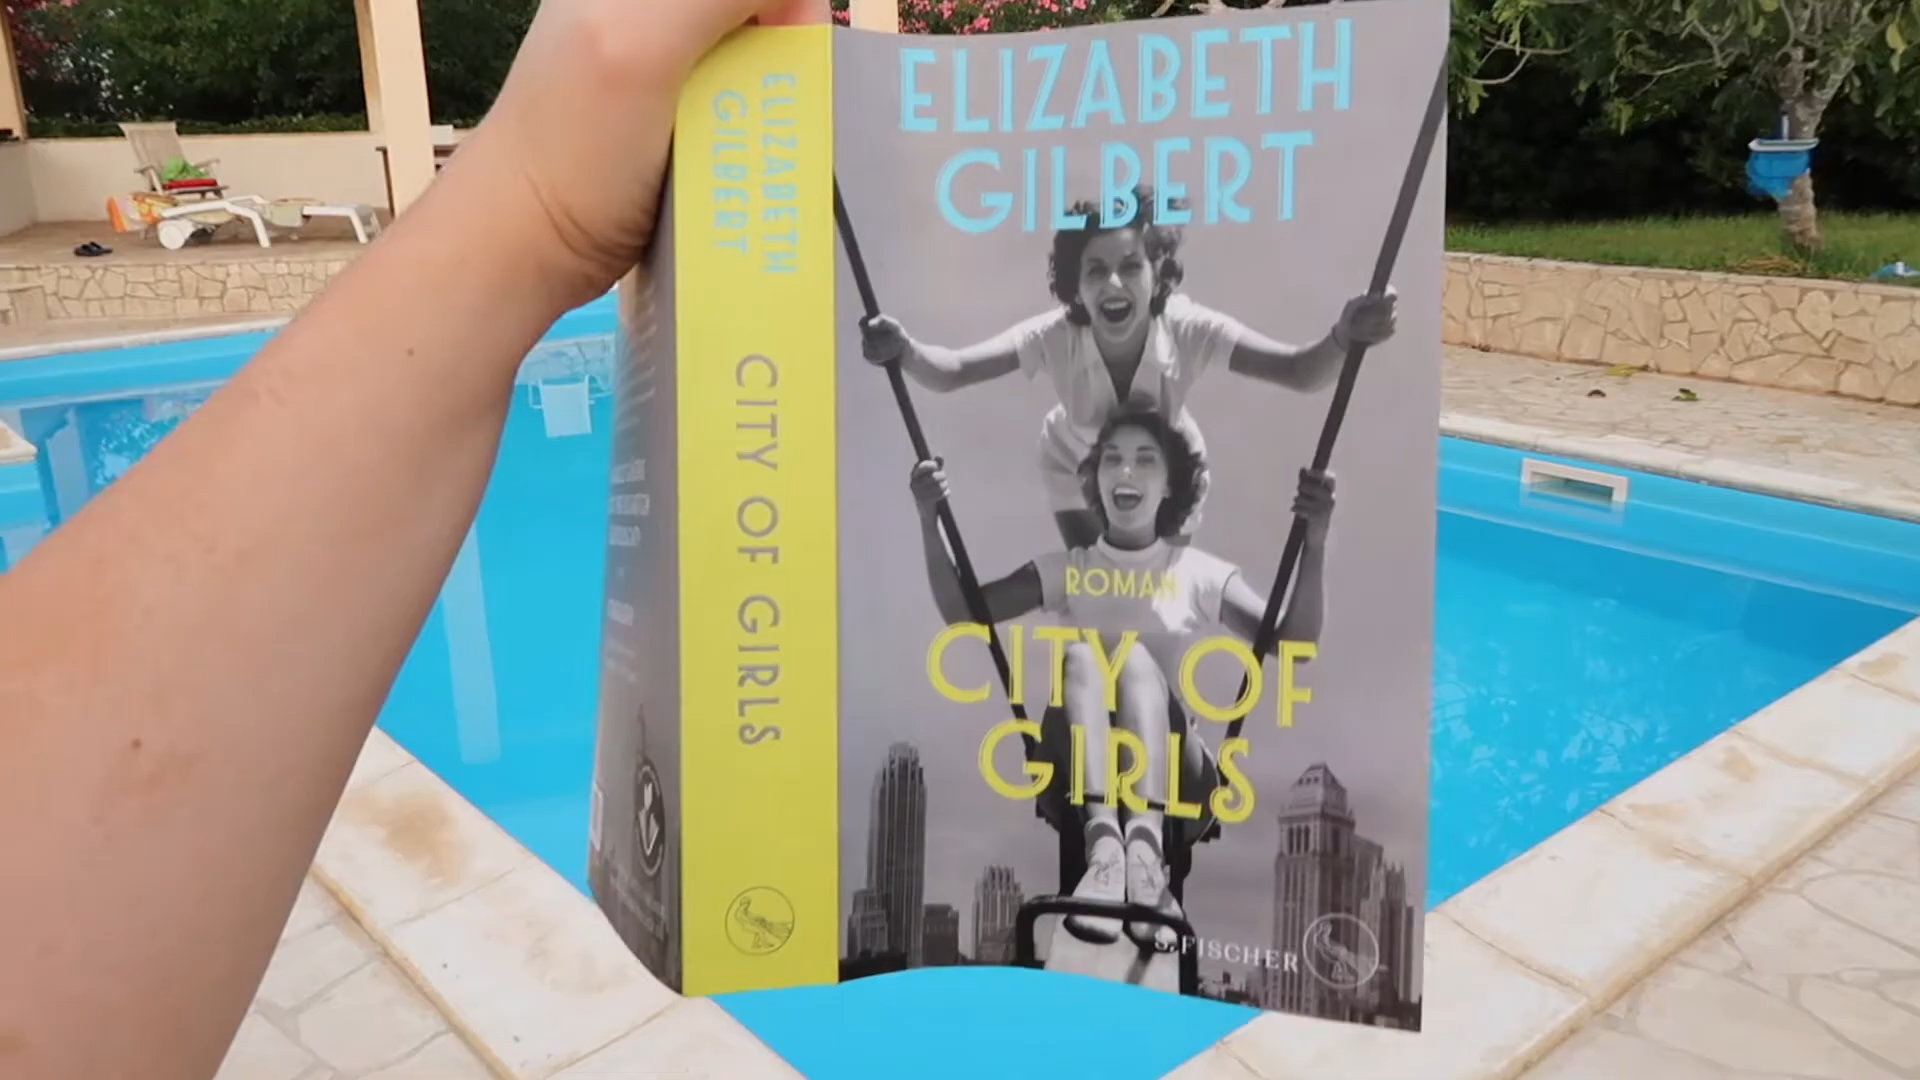 ELIZABETH
GILBERT
CITY OF GIRLS
ELIZABETH
GILBERT
ROMAN
CITY OF
GIRLS
S. FISCHER